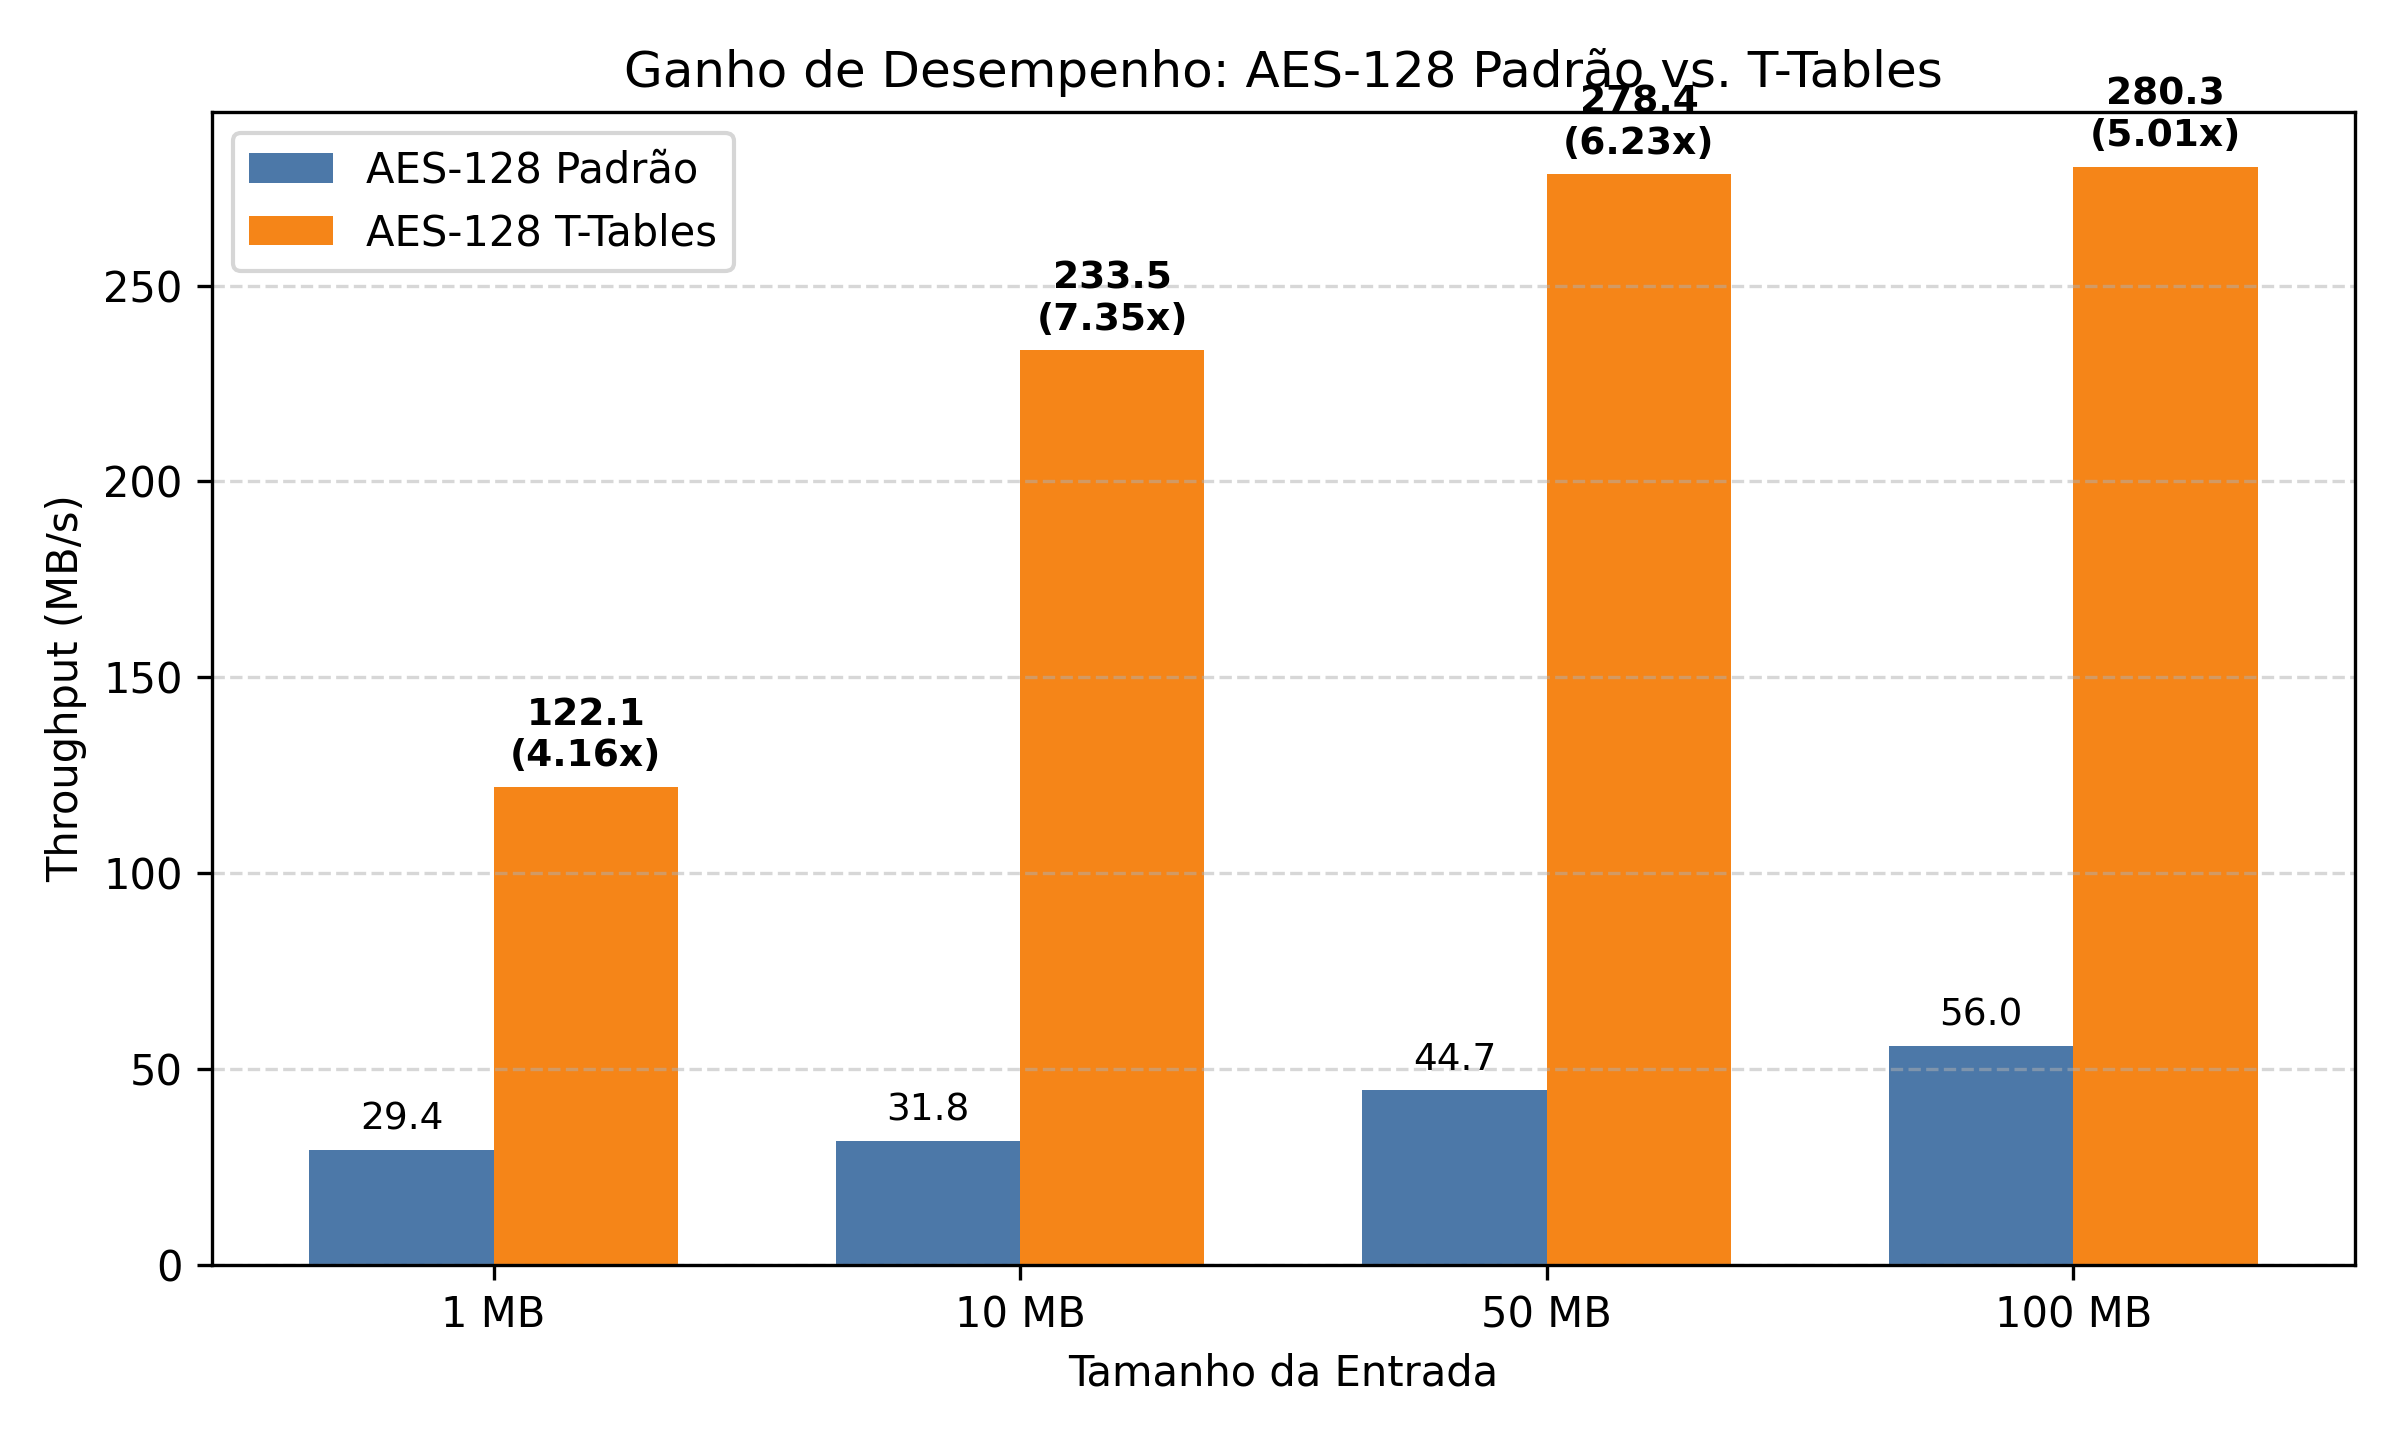 Ganho de Desempenho: AES-128 Padrão vs. T-Tables
AES-128 Padrão
AES-128 T-Tables
278.4
(6.23x)
280.3
(5.01x)
233.5
(7.35x)
122.1
(4.16x)
29.4
31.8
44.7
56.0
250
200
150
100
50
0
Throughput (MB/s)
1 MB
10 MB
50 MB
100 MB
Tamanho da Entrada